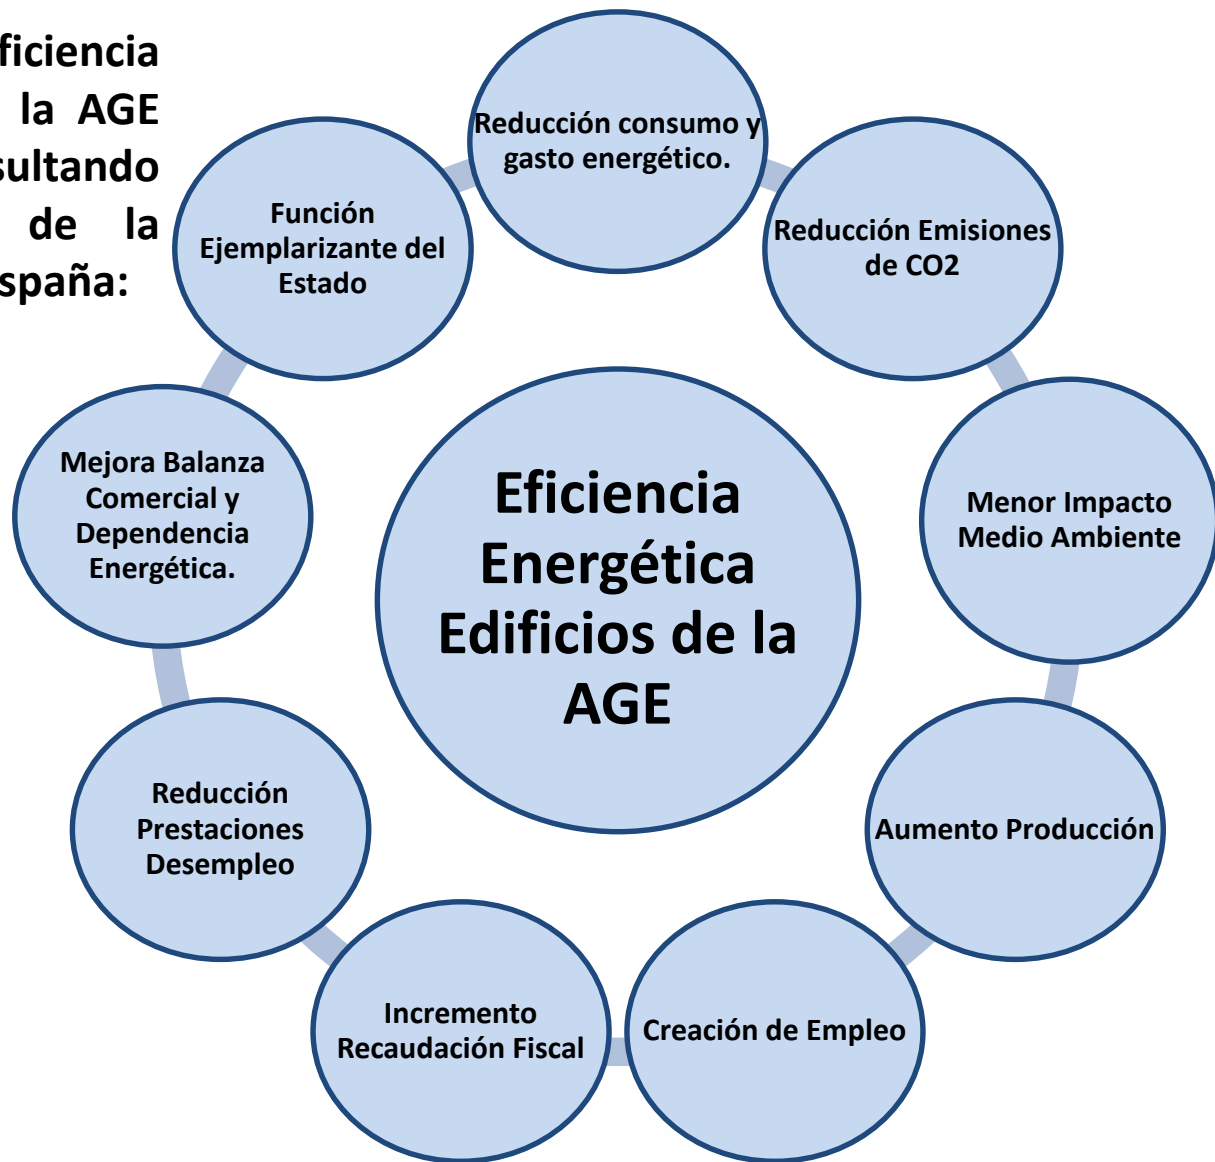 ficiencia
la AGE
sultando
de la
spaña:
Reducción consumo y
gasto energético.
Reducción Emisiones
de CO2
Menor Impacto
Medio Ambiente
Aumento Producción
Creación de Empleo
Incremento
Recaudación Fiscal
Reducción
Prestaciones
Desempleo
Mejora Balanza
Comercial y
Dependencia
Energética.
Función
Ejemplarizante del
Estado
Eficiencia
Energética
Edificios de la
AGE